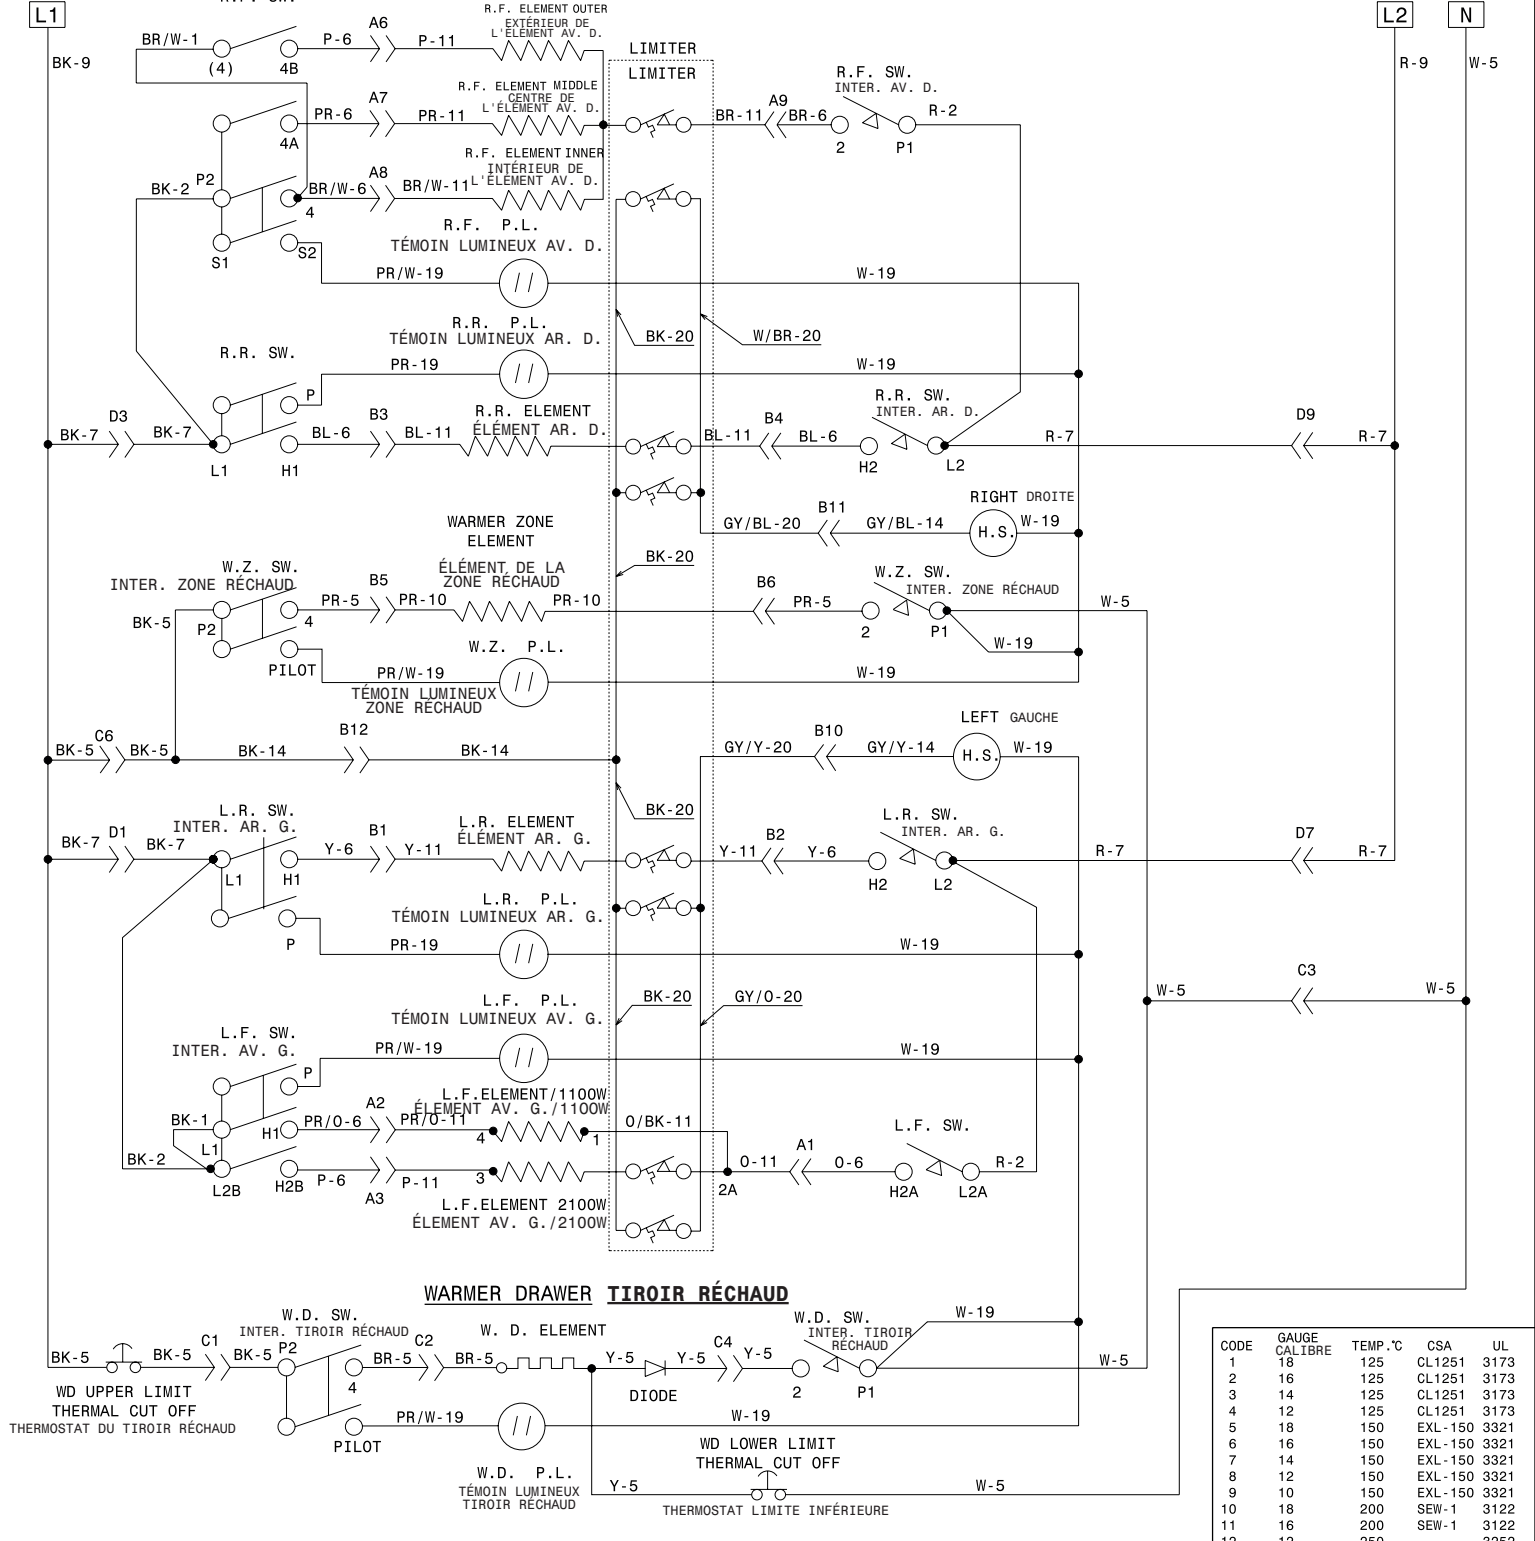 L1
L2
N
BK-9
R-9
W-5
R.F. ELEMENT OUTER
EXTÉRIEUR DE
L'ÉLÉMENT AV. D.
BR/W-1
(4)
4B
P-6
A6
P-11
LIMITER
LIMITER
R.F. ELEMENT MIDDLE
CENTRE DE
L'ÉLÉMENT AV. D.
4A
PR-6
A7
PR-11
BR-11
A9
BR-6
R.F. SW.
INTER. AV. D.
2
P1
R-2
R.F. ELEMENT INNER
INTÉRIEUR DE
L'ÉLÉMENT AV. D.
BK-2
P2
4
BR/W-6
A8
BR/W-11
S1
S2
R.F. P.L.
TÉMOIN LUMINEUX AV. D.
PR/W-19
W-19
R.R. P.L.
TÉMOIN LUMINEUX AR. D.
BK-20
W/BR-20
R.R. SW.
PR-19
W-19
P
R.R. ELEMENT
ÉLÉMENT AR. D.
R.R. SW.
INTER. AR. D.
BK-7
D3
BK-7
L1
H1
BL-6
B3
BL-11
BL-11
B4
BL-6
H2
L2
R-7
D9
R-7
RIGHT DROITE
GY/BL-20
B11
GY/BL-14
H.S.
W-19
WARMER ZONE
ELEMENT
ÉLÉMENT DE LA
ZONE RÉCHAUD
BK-20
W.Z. SW.
INTER. ZONE RÉCHAUD
W.Z. SW.
INTER. ZONE RÉCHAUD
BK-5
P2
4
PR-5
B5
PR-10
PR-10
B6
PR-5
2
P1
W-5
W-19
PILOT
W.Z. P.L.
PR/W-19
W-19
TÉMOIN LUMINEUX
ZONE RÉCHAUD
LEFT GAUCHE
BK-5
C6
BK-5
BK-14
B12
BK-14
GY/Y-20
B10
GY/Y-14
H.S.
W-19
BK-20
L.R. SW.
INTER. AR. G.
L.R. ELEMENT
ÉLÉMENT AR. G.
L.R. SW.
INTER. AR. G.
BK-7
D1
BK-7
L1
H1
Y-6
B1
Y-11
Y-11
B2
Y-6
H2
L2
R-7
D7
R-7
P
L.R. P.L.
TÉMOIN LUMINEUX AR. G.
PR-19
W-19
W-5
C3
W-5
BK-20
GY/O-20
L.F. P.L.
TÉMOIN LUMINEUX AV. G.
L.F. SW.
INTER. AV. G.
PR/W-19
W-19
P
L.F.ELEMENT/1100W
ÉLEMENT AV. G./1100W
BK-1
L1
H1
PR/O-6
A2
PR/O-11
4
1
O/BK-11
L.F. SW.
BK-2
L2B
H2B
P-6
A3
P-11
3
2A
O-11
A1
O-6
H2A
L2A
R-2
L.F.ELEMENT 2100W
ÉLEMENT AV. G./2100W
WARMER DRAWER TIROIR RÉCHAUD
W.D. SW.
INTER. TIROIR RÉCHAUD
W. D. ELEMENT
W.D. SW.
INTER. TIROIR
RÉCHAUD
W-19
BK-5
BK-5
C1
BK-5
P2
4
BR-5
C2
BR-5
Y-5
DIODE
Y-5
C4
Y-5
2
P1
W-5
WD UPPER LIMIT
THERMAL CUT OFF
THERMOSTAT DU TIROIR RÉCHAUD
PILOT
PR/W-19
W-19
W.D. P.L.
TÉMOIN LUMINEUX
TIROIR RÉCHAUD
WD LOWER LIMIT
THERMAL CUT OFF
Y-5
W-5
THERMOSTAT LIMITE INFÉRIEURE
CODE GAUGE CALIBRE TEMP.°C CSA UL
1 18 125 CL1251 3173
2 16 125 CL1251 3173
3 14 125 CL1251 3173
4 12 125 CL1251 3173
5 18 150 EXL-150 3321
6 16 150 EXL-150 3321
7 14 150 EXL-150 3321
8 12 150 EXL-150 3321
9 10 150 EXL-150 3321
10 18 200 SEW-1 3122
11 16 200 SEW-1 3122